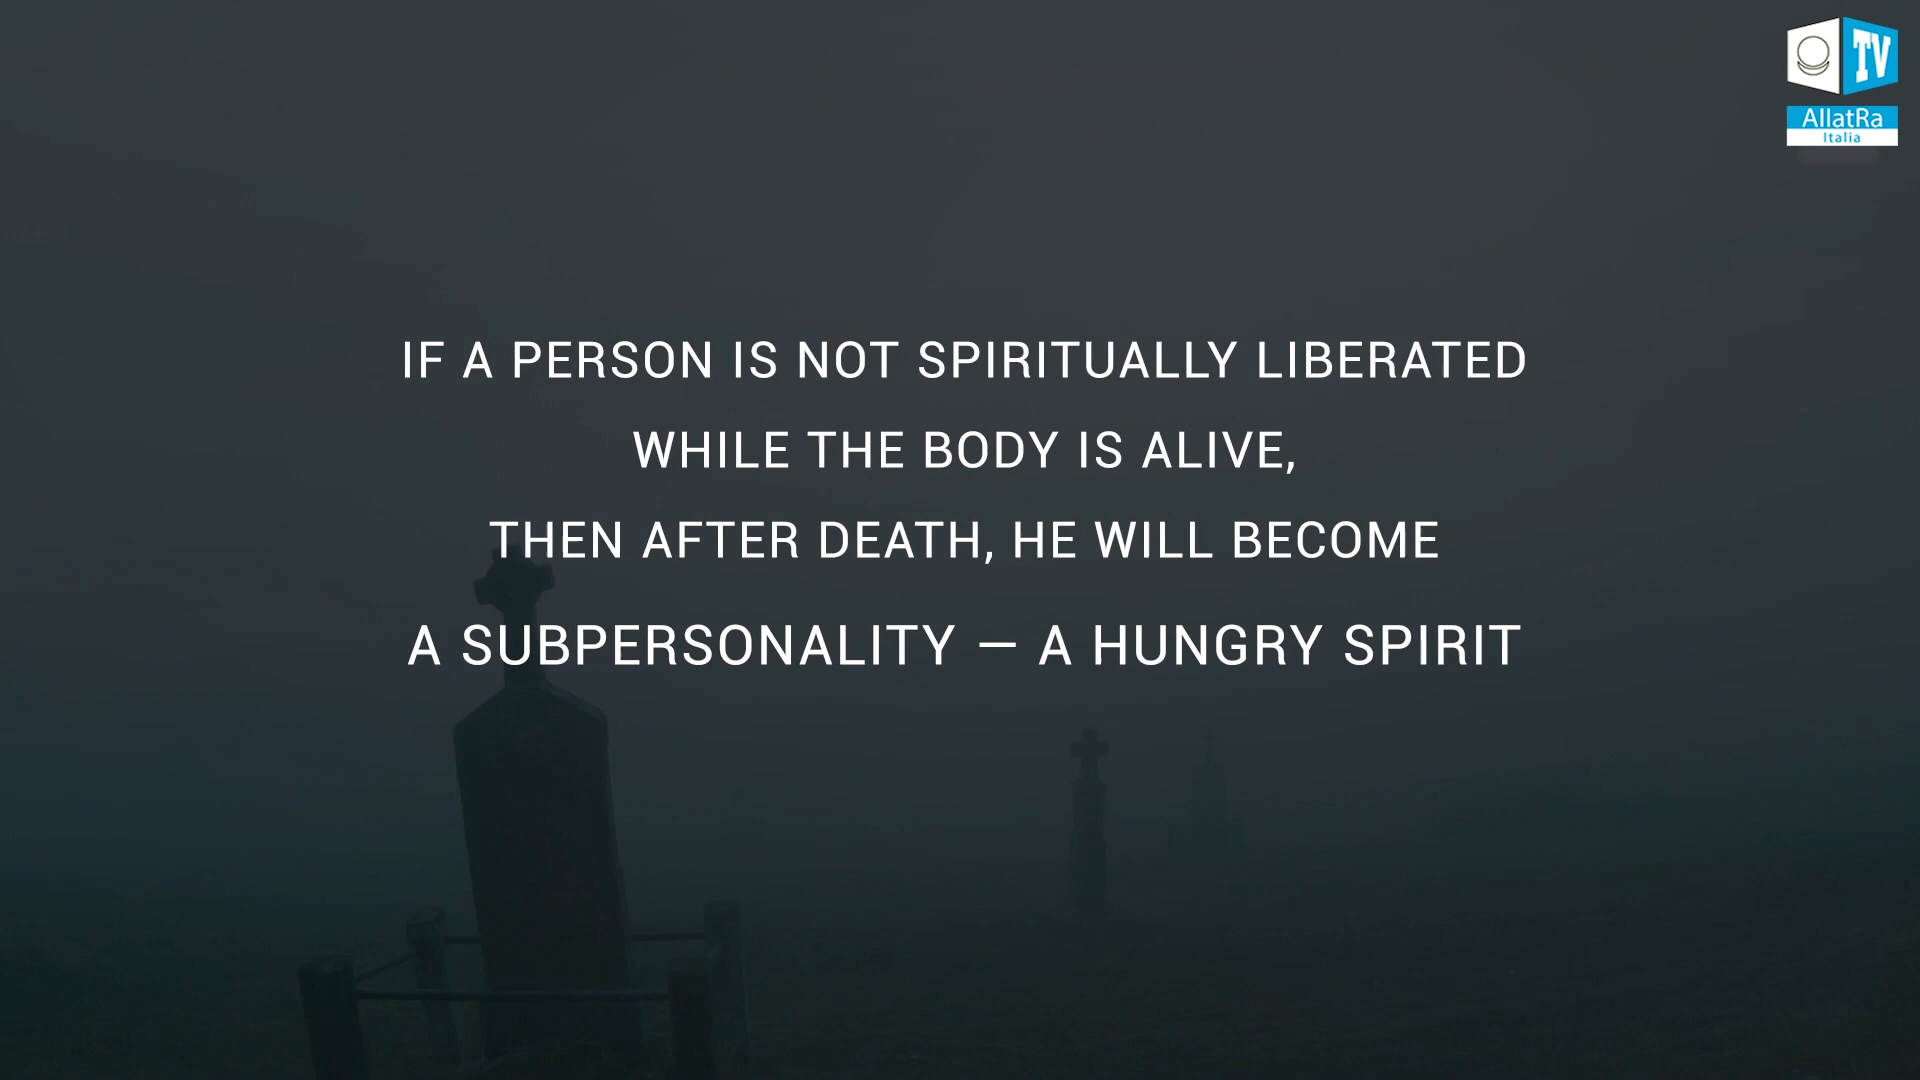 TV
AllatRa
Italia
IF A PERSON IS NOT SPIRITUALLY LIBERATED
WHILE THE BODY IS ALIVE,
THEN AFTER DEATH, HE WILL BECOME
A SUBPERSONALITY — A HUNGRY SPIRIT